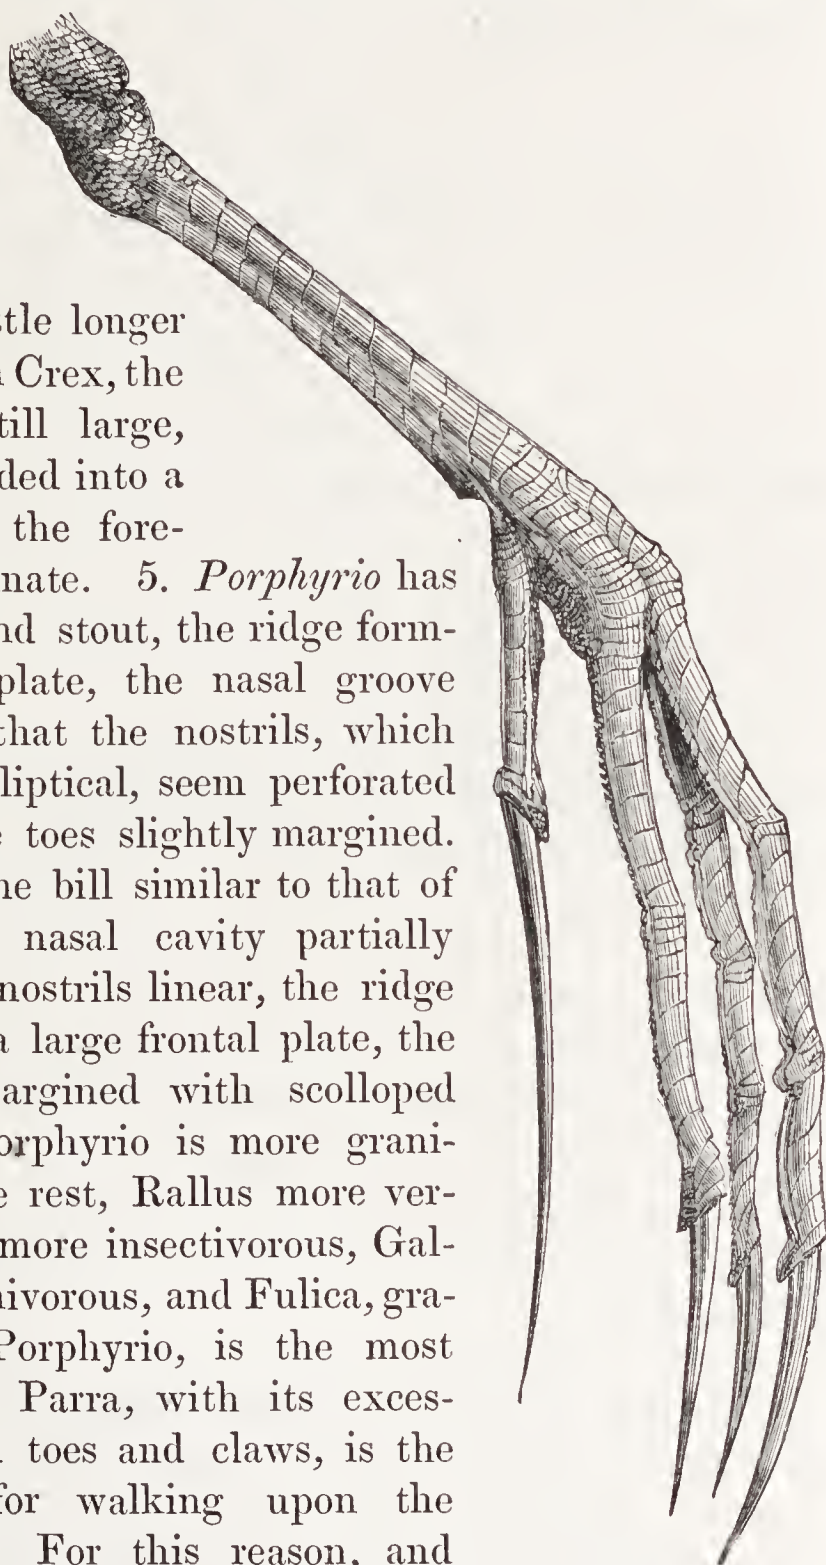 tle longer
Crex, the
till large,
ded into a
the fore-
nate. 5. Porphyrio has
nd stout, the ridge form-
plate, the nasal groove
that the nostrils, which
liptical, seem perforated
toes slightly margined.
bill similar to that of
nasal cavity partially
nostrils linear, the ridge
a large frontal plate, the
argined with scolloped
orphyrio is more grani-
rest, Rallus more ver-
more insectivorous, Gal-
nivorous, and Fulica, gra-
Porphyrio, is the most
Parra, with its exces-
toes and claws, is the
for walking upon the
For this reason, and